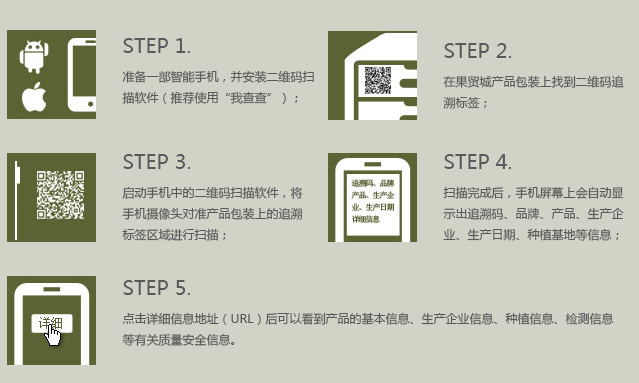 STEP 1.
准备一部智能手机，并安装二维码扫
描软件（推荐使用“我查查”）；
STEP 2.
在果贸城产品包装上找到二维码追
溯标签；
STEP 3.
启动手机中的二维码扫描软件，将
手机摄像头对准产品包装上的追溯
标签区域进行扫描；
追溯码、品牌
产品、生产企
业、生产日期
详细信息
STEP 4.
扫描完成后，手机屏幕上会自动显
示出追溯码、品牌、产品、生产企
业、生产日期、种植基地等信息；
详细
STEP 5.
点击详细信息地址（URL）后可以看到产品的基本信息、生产企业信息、种植信息、检测信息
等有关质量安全信息。